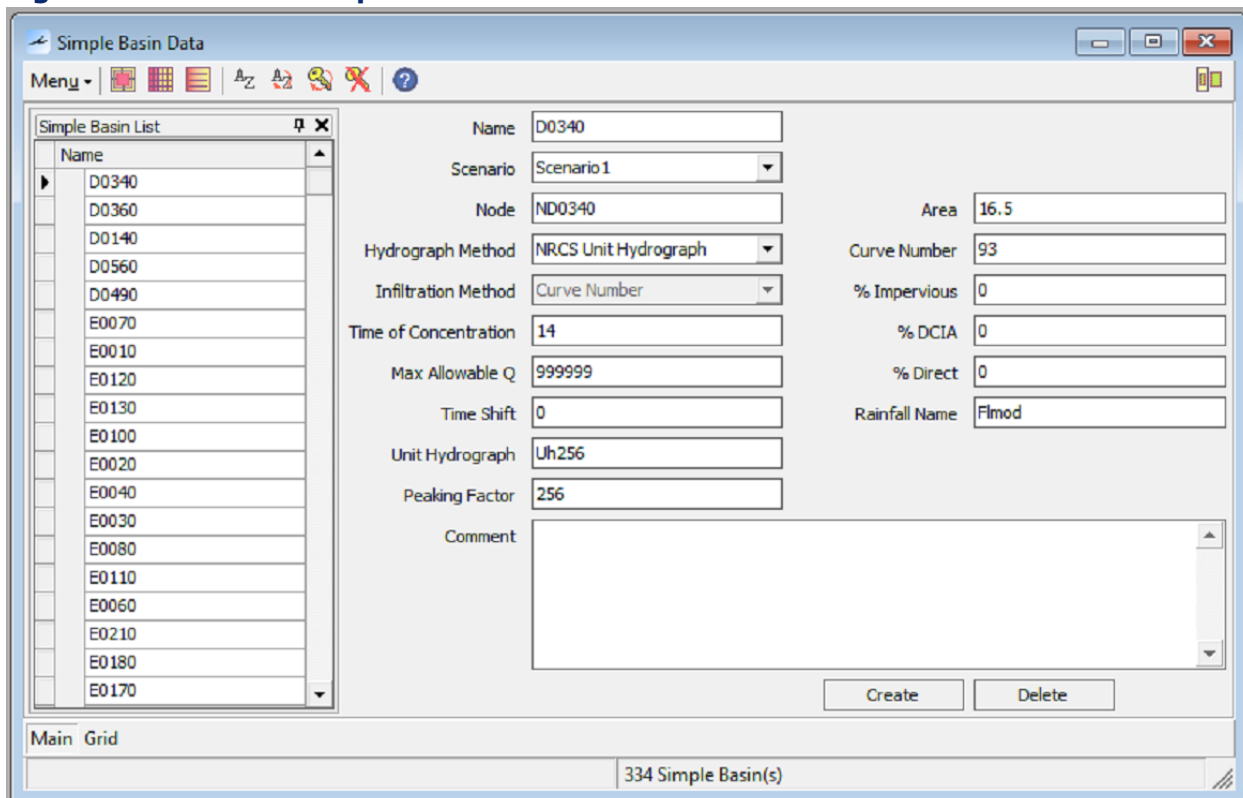 Simple Basin Data
Menu
Simple Basin List
Name
D0340
D0360
D0140
D0560
D0490
E0070
E0010
E0120
E0130
E0100
E0020
E0040
E0030
E0080
E0110
E0060
E0210
E0180
E0170
Name D0340
Scenario Scenario1
Node ND0340 Area 16.5
Hydrograph Method NRCS Unit Hydrograph Curve Number 93
Infiltration Method Curve Number % Impervious 0
Time of Concentration 14 % DCIA 0
Max Allowable Q 999999 % Direct 0
Time Shift 0 Rainfall Name Flmod
Unit Hydrograph Uh256
Peaking Factor 256
Comment
Create Delete
Main Grid
334 Simple Basin(s)